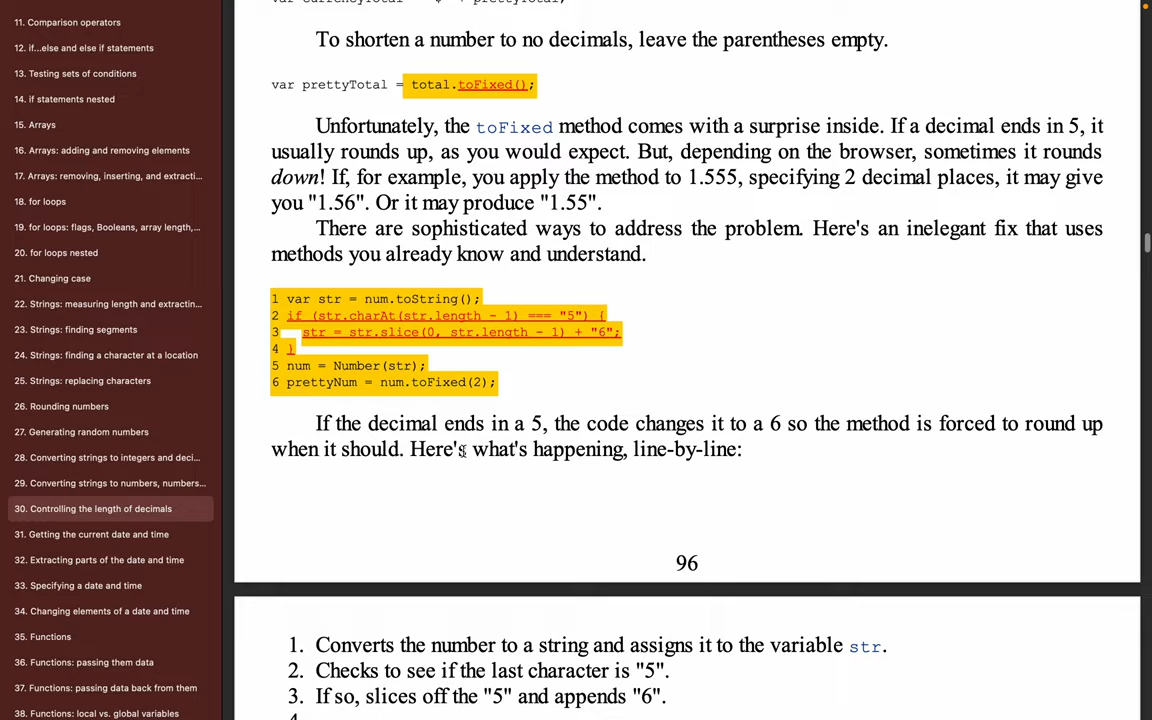 11. Comparison operators
12. if...else and else if statements
13. Testing sets of conditions
14. if statements nested
15. Arrays
16. Arrays: adding and removing elements
17. Arrays: removing, inserting, and extracti...
18. for loops
19. for loops: flags, Booleans, array length,...
20. for loops nested
21. Changing case
22. Strings: measuring length and extractin...
23. Strings: finding segments
24. Strings: finding a character at a location
25. Strings: replacing characters
26. Rounding numbers
27. Generating random numbers
28. Converting strings to integers and deci...
29. Converting strings to numbers, numbers...
30. Controlling the length of decimals
31. Getting the current date and time
32. Extracting parts of the date and time
33. Specifying a date and time
34. Changing elements of a date and time
35. Functions
36. Functions: passing them data
37. Functions: passing data back from them
38. Functions: local vs. global variables
To shorten a number to no decimals, leave the parentheses empty.
var prettyTotal = total.toFixed();
Unfortunately, the toFixed method comes with a surprise inside. If a decimal ends in 5, it
usually rounds up, as you would expect. But, depending on the browser, sometimes it rounds
down! If, for example, you apply the method to 1.555, specifying 2 decimal places, it may give
you "1.56". Or it may produce "1.55".
There are sophisticated ways to address the problem. Here's an inelegant fix that uses
methods you already know and understand.
1 var str = num.toString();
2 if (str.charAt(str.length - 1) === "5") {
3   str = str.slice(0, str.length - 1) + "6";
4 }
5 num = Number(str);
6 prettyNum = num.toFixed(2);
If the decimal ends in a 5, the code changes it to a 6 so the method is forced to round up
when it should. Here's what's happening, line-by-line:
96
1. Converts the number to a string and assigns it to the variable str.
2. Checks to see if the last character is "5".
3. If so, slices off the "5" and appends "6".